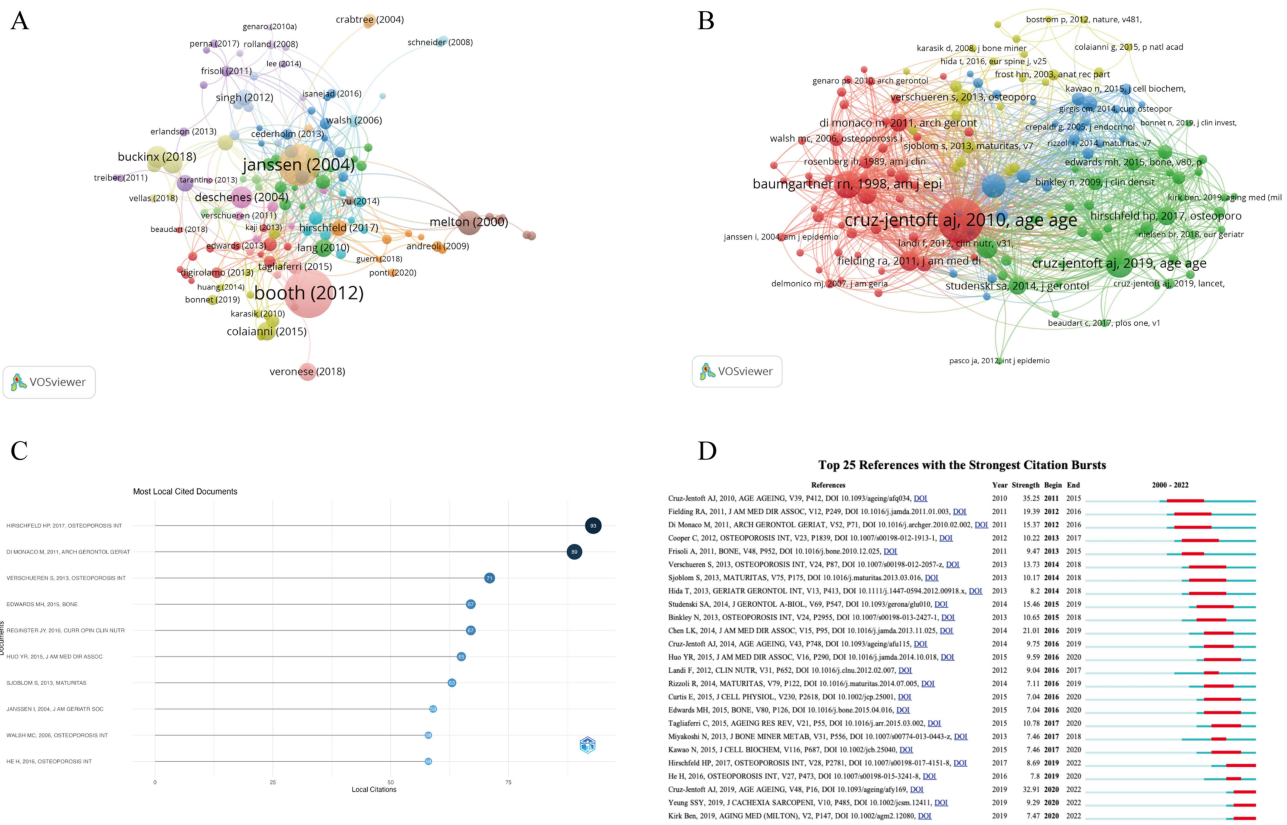 A
crabtree (2004)
genaro (2010a)
schneider (2008)
perna (2017)
rolland (2008)
lee (2014)
frisoli (2011)
isanejad (2016)
singh (2012)
walsh (2006)
erlandson (2013)
cederholm (2013)
buckinx (2018)
janssen (2004)
treiber (2011)
tarantino (2013)
deschenes (2004)
vellas (2018)
yu (2014)
verschueren (2011)
melton (2000)
beaudart (2018)
kaji (2013)
hirschfeld (2017)
edwards (2013)
lang (2010)
andreoli (2009)
digirolamo (2013)
tagliaferri (2015)
guerri (2018)
ponti (2020)
huang (2014)
booth (2012)
bonnet (2019)
karasik (2010)
colaianni (2015)
veronese (2018)
VOSviewer
B
bostrom p, 2012, nature, v481,
karasik d, 2008, j bone miner
colaianni g, 2015, p natl acad
hida t, 2016, eur spine j, v25
genaro ps, 2010, arch gerontol
frost hm, 2003, anat rec part
verschueren s, 2013, osteoporo
kawao n, 2015, j cell biochem,
di monaco m, 2011, arch geront
girgis cm, 2014, curr osteopor
walsh mc, 2006, osteoporosis i
sjoblom s, 2013, maturitas, v7
crepaldi g, 2005, j endocrinol
bonnet n, 2019, j clin invest,
rizzoli r, 2014, maturitas, v7
rosenberg ih, 1989, am j clin
edwards mh, 2015, bone, v80, p
baumgartner rn, 1998, am j epi
binkley n, 2009, j clin densit
kirk ben, 2019, aging med (mil
cruz-jentoft aj, 2010, age age
hirschfeld hp, 2017, osteoporo
janssen i, 2004, am j epidemio
landi f, 2012, clin nutr, v31,
nielsen br, 2018, eur geriatr
fielding ra, 2011, j am med di
cruz-jentoft aj, 2019, age age
delmonico mj, 2007, j am geria
studenski sa, 2014, j gerontol
cruz-jentoft aj, 2019, lancet,
beaudart c, 2017, plos one, v1
pasco ja, 2012, int j epidemio
VOSviewer
C
Most Local Cited Documents
Documents
HIRSCHFELD HP, 2017, OSTEOPOROSIS INT
93
DI MONACO M, 2011, ARCH GERONTOL GERIAT
89
VERSCHUEREN S, 2013, OSTEOPOROSIS INT
71
EDWARDS MH, 2015, BONE
67
REGINSTER JY, 2016, CURR OPIN CLIN NUTR
67
HUO YR, 2015, J AM MED DIR ASSOC
65
SJOBLOM S, 2013, MATURITAS
63
JANSSEN I, 2004, J AM GERIATR SOC
59
WALSH MC, 2006, OSTEOPOROSIS INT
58
HE H, 2016, OSTEOPOROSIS INT
58
0 25 50 75
Local Citations
D
Top 25 References with the Strongest Citation Bursts
References Year Strength Begin End 2000 - 2022
Cruz-Jentoft AJ, 2010, AGE AGEING, V39, P412, DOI 10.1093/ageing/afq034, DOI 2010 35.25 2011 2015
Fielding RA, 2011, J AM MED DIR ASSOC, V12, P249, DOI 10.1016/j.jamda.2011.01.003, DOI 2011 19.39 2012 2016
Di Monaco M, 2011, ARCH GERONTOL GERIAT, V52, P71, DOI 10.1016/j.archger.2010.02.002, DOI 2011 15.37 2012 2016
Cooper C, 2012, OSTEOPOROSIS INT, V23, P1839, DOI 10.1007/s00198-012-1913-1, DOI 2012 10.22 2013 2017
Frisoli A, 2011, BONE, V48, P952, DOI 10.1016/j.bone.2010.12.025, DOI 2011 9.47 2013 2015
Verschueren S, 2013, OSTEOPOROSIS INT, V24, P87, DOI 10.1007/s00198-012-2057-z, DOI 2013 13.73 2014 2018
Sjoblom S, 2013, MATURITAS, V75, P175, DOI 10.1016/j.maturitas.2013.03.016, DOI 2013 10.17 2014 2018
Hida T, 2013, GERIATR GERONTOL INT, V13, P413, DOI 10.1111/j.1447-0594.2012.00918.x, DOI 2013 8.2 2014 2018
Studenski SA, 2014, J GERONTOL A-BIOL, V69, P547, DOI 10.1093/gerona/glu010, DOI 2014 15.46 2015 2019
Binkley N, 2013, OSTEOPOROSIS INT, V24, P2955, DOI 10.1007/s00198-013-2427-1, DOI 2013 10.65 2015 2018
Chen LK, 2014, J AM MED DIR ASSOC, V15, P95, DOI 10.1016/j.jamda.2013.11.025, DOI 2014 21.01 2016 2019
Cruz-Jentoft AJ, 2014, AGE AGEING, V43, P748, DOI 10.1093/ageing/afu115, DOI 2014 9.75 2016 2019
Huo YR, 2015, J AM MED DIR ASSOC, V16, P290, DOI 10.1016/j.jamda.2014.10.018, DOI 2015 9.59 2016 2020
Landi F, 2012, CLIN NUTR, V31, P652, DOI 10.1016/j.clnu.2012.02.007, DOI 2012 9.04 2016 2017
Rizzoli R, 2014, MATURITAS, V79, P122, DOI 10.1016/j.maturitas.2014.07.005, DOI 2014 7.11 2016 2019
Curtis E, 2015, J CELL PHYSIOL, V230, P2618, DOI 10.1002/jcp.25001, DOI 2015 7.04 2016 2020
Edwards MH, 2015, BONE, V80, P126, DOI 10.1016/j.bone.2015.04.016, DOI 2015 7.04 2016 2020
Tagliaferri C, 2015, AGEING RES REV, V21, P55, DOI 10.1016/j.arr.2015.03.002, DOI 2015 10.78 2017 2020
Miyakoshi N, 2013, J BONE MINER METAB, V31, P556, DOI 10.1007/s00774-013-0443-z, DOI 2013 7.46 2017 2018
Kawao N, 2015, J CELL BIOCHEM, V116, P687, DOI 10.1002/jcb.25040, DOI 2015 7.46 2017 2020
Hirschfeld HP, 2017, OSTEOPOROSIS INT, V28, P2781, DOI 10.1007/s00198-017-4151-8, DOI 2017 8.69 2019 2022
He H, 2016, OSTEOPOROSIS INT, V27, P473, DOI 10.1007/s00198-015-3241-8, DOI 2016 7.8 2019 2020
Cruz-Jentoft AJ, 2019, AGE AGEING, V48, P16, DOI 10.1093/ageing/afy169, DOI 2019 32.91 2020 2022
Yeung SSY, 2019, J CACHEXIA SARCOPENI, V10, P485, DOI 10.1002/jcsm.12411, DOI 2019 9.29 2020 2022
Kirk Ben, 2019, AGING MED (MILTON), V2, P147, DOI 10.1002/agm2.12080, DOI 2019 7.47 2020 2022